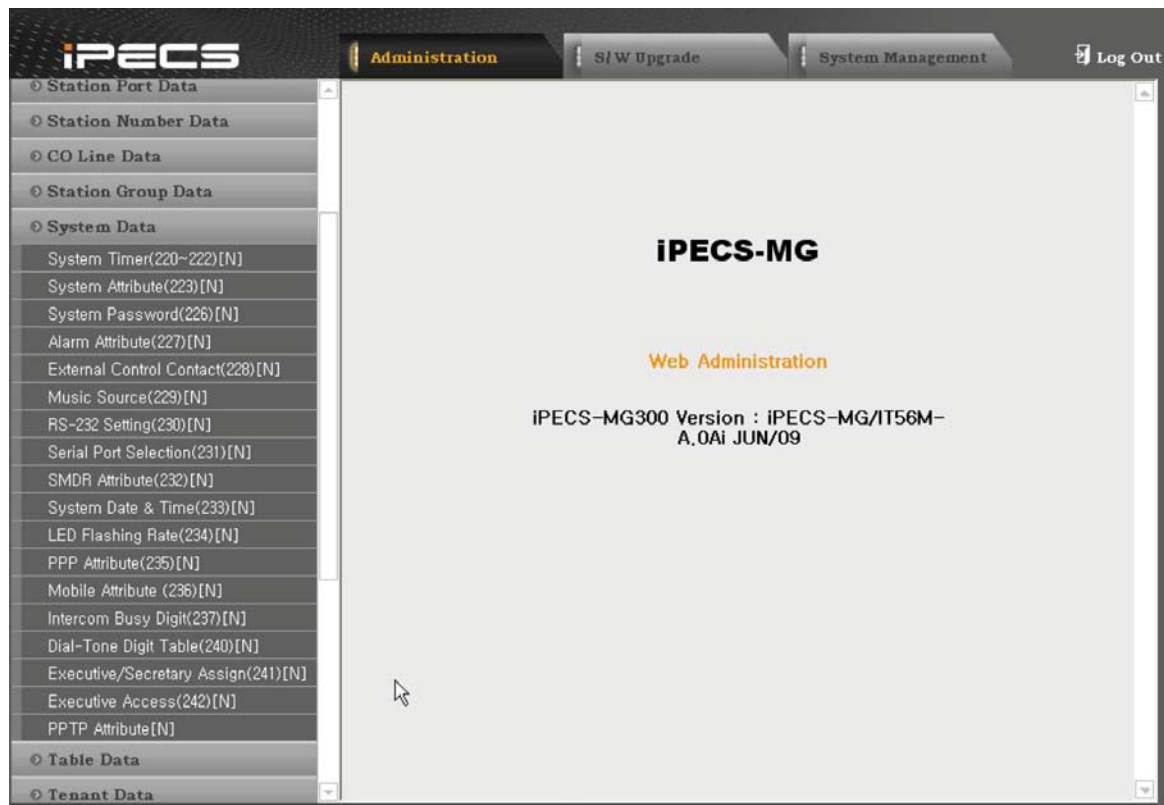 iPECS
Administration
S/W Upgrade
System Management
Log Out
Station Port Data
Station Number Data
CO Line Data
Station Group Data
System Data
System Timer(220~222)[N]
System Attribute(223)[N]
System Password(226)[N]
Alarm Attribute(227)[N]
External Control Contact(228)[N]
Music Source(229)[N]
RS-232 Setting(230)[N]
Serial Port Selection(231)[N]
SMDR Attribute(232)[N]
System Date & Time(233)[N]
LED Flashing Rate(234)[N]
PPP Attribute(235)[N]
Mobile Attribute (236)[N]
Intercom Busy Digit(237)[N]
Dial-Tone Digit Table(240)[N]
Executive/Secretary Assign(241)[N]
Executive Access(242)[N]
PPTP Attribute[N]
Table Data
Tenant Data
iPECS-MG
Web Administration
iPECS-MG300 Version : iPECS-MG/IT56M-
A.0Ai JUN/09